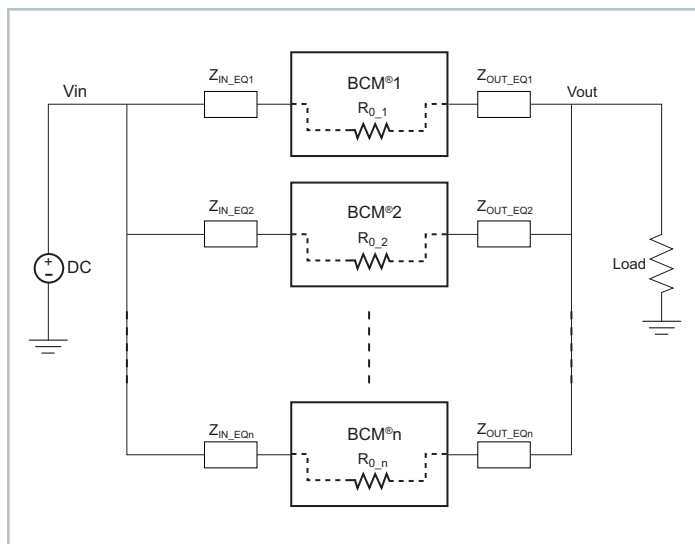 Vin
Z_IN_EQ1
BCM®1
R_0_1
Z_OUT_EQ1
Vout
Z_IN_EQ2
BCM®2
R_0_2
Z_OUT_EQ2
+
DC
Load
Z_IN_EQn
BCM®n
R_0_n
Z_OUT_EQn